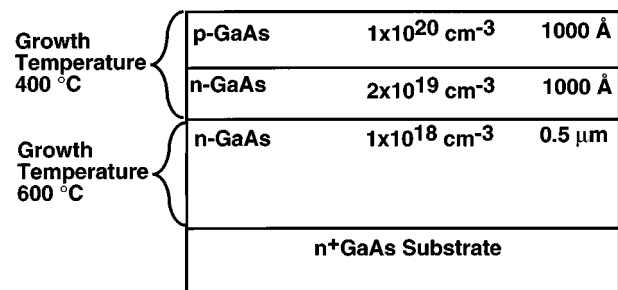 Growth
Temperature
400 °C
p-GaAs 1x10^20 cm^-3 1000 Å
n-GaAs 2x10^19 cm^-3 1000 Å
Growth
Temperature
600 °C
n-GaAs 1x10^18 cm^-3 0.5 μm
n^+GaAs Substrate